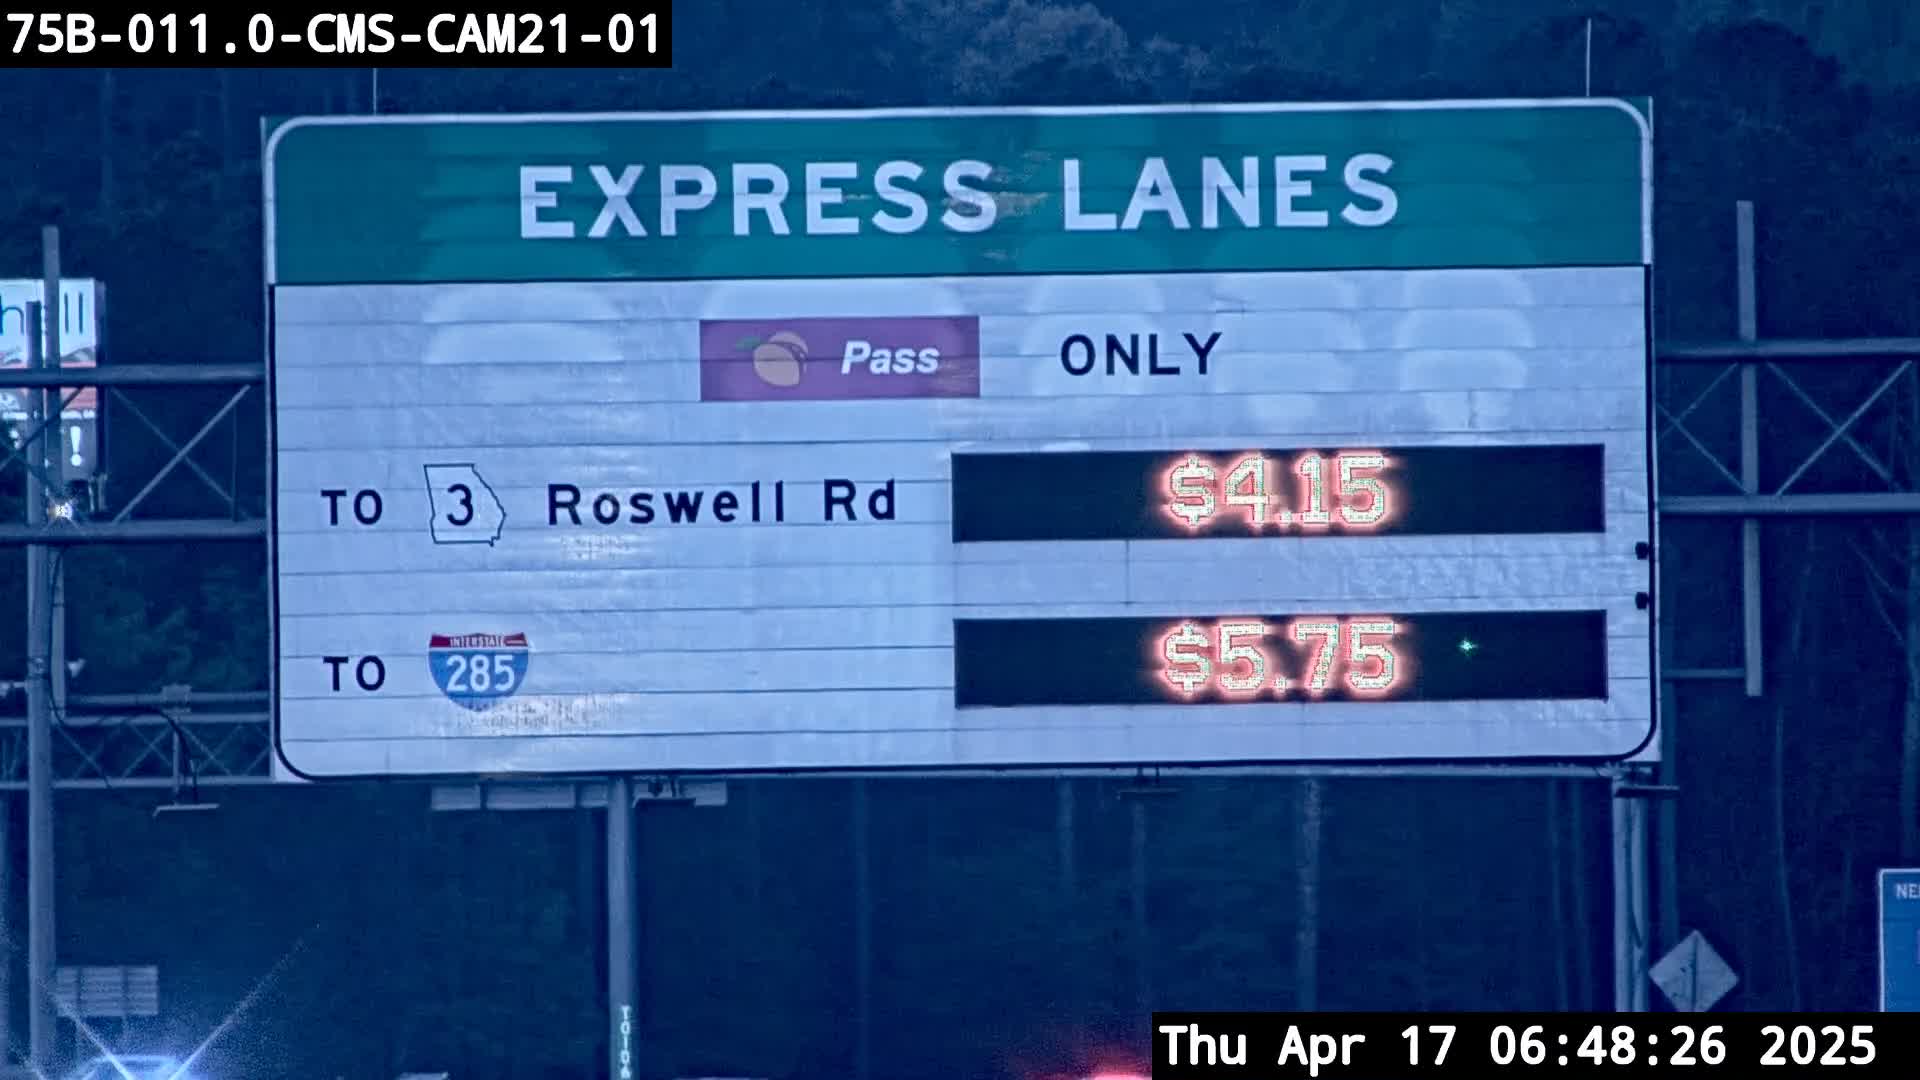 75B-011.0-CMS-CAM21-01
EXPRESS LANES
Pass ONLY
TO 3 Roswell Rd $4.15
TO INTERSTATE 285 $5.75
Thu Apr 17 06:48:26 2025